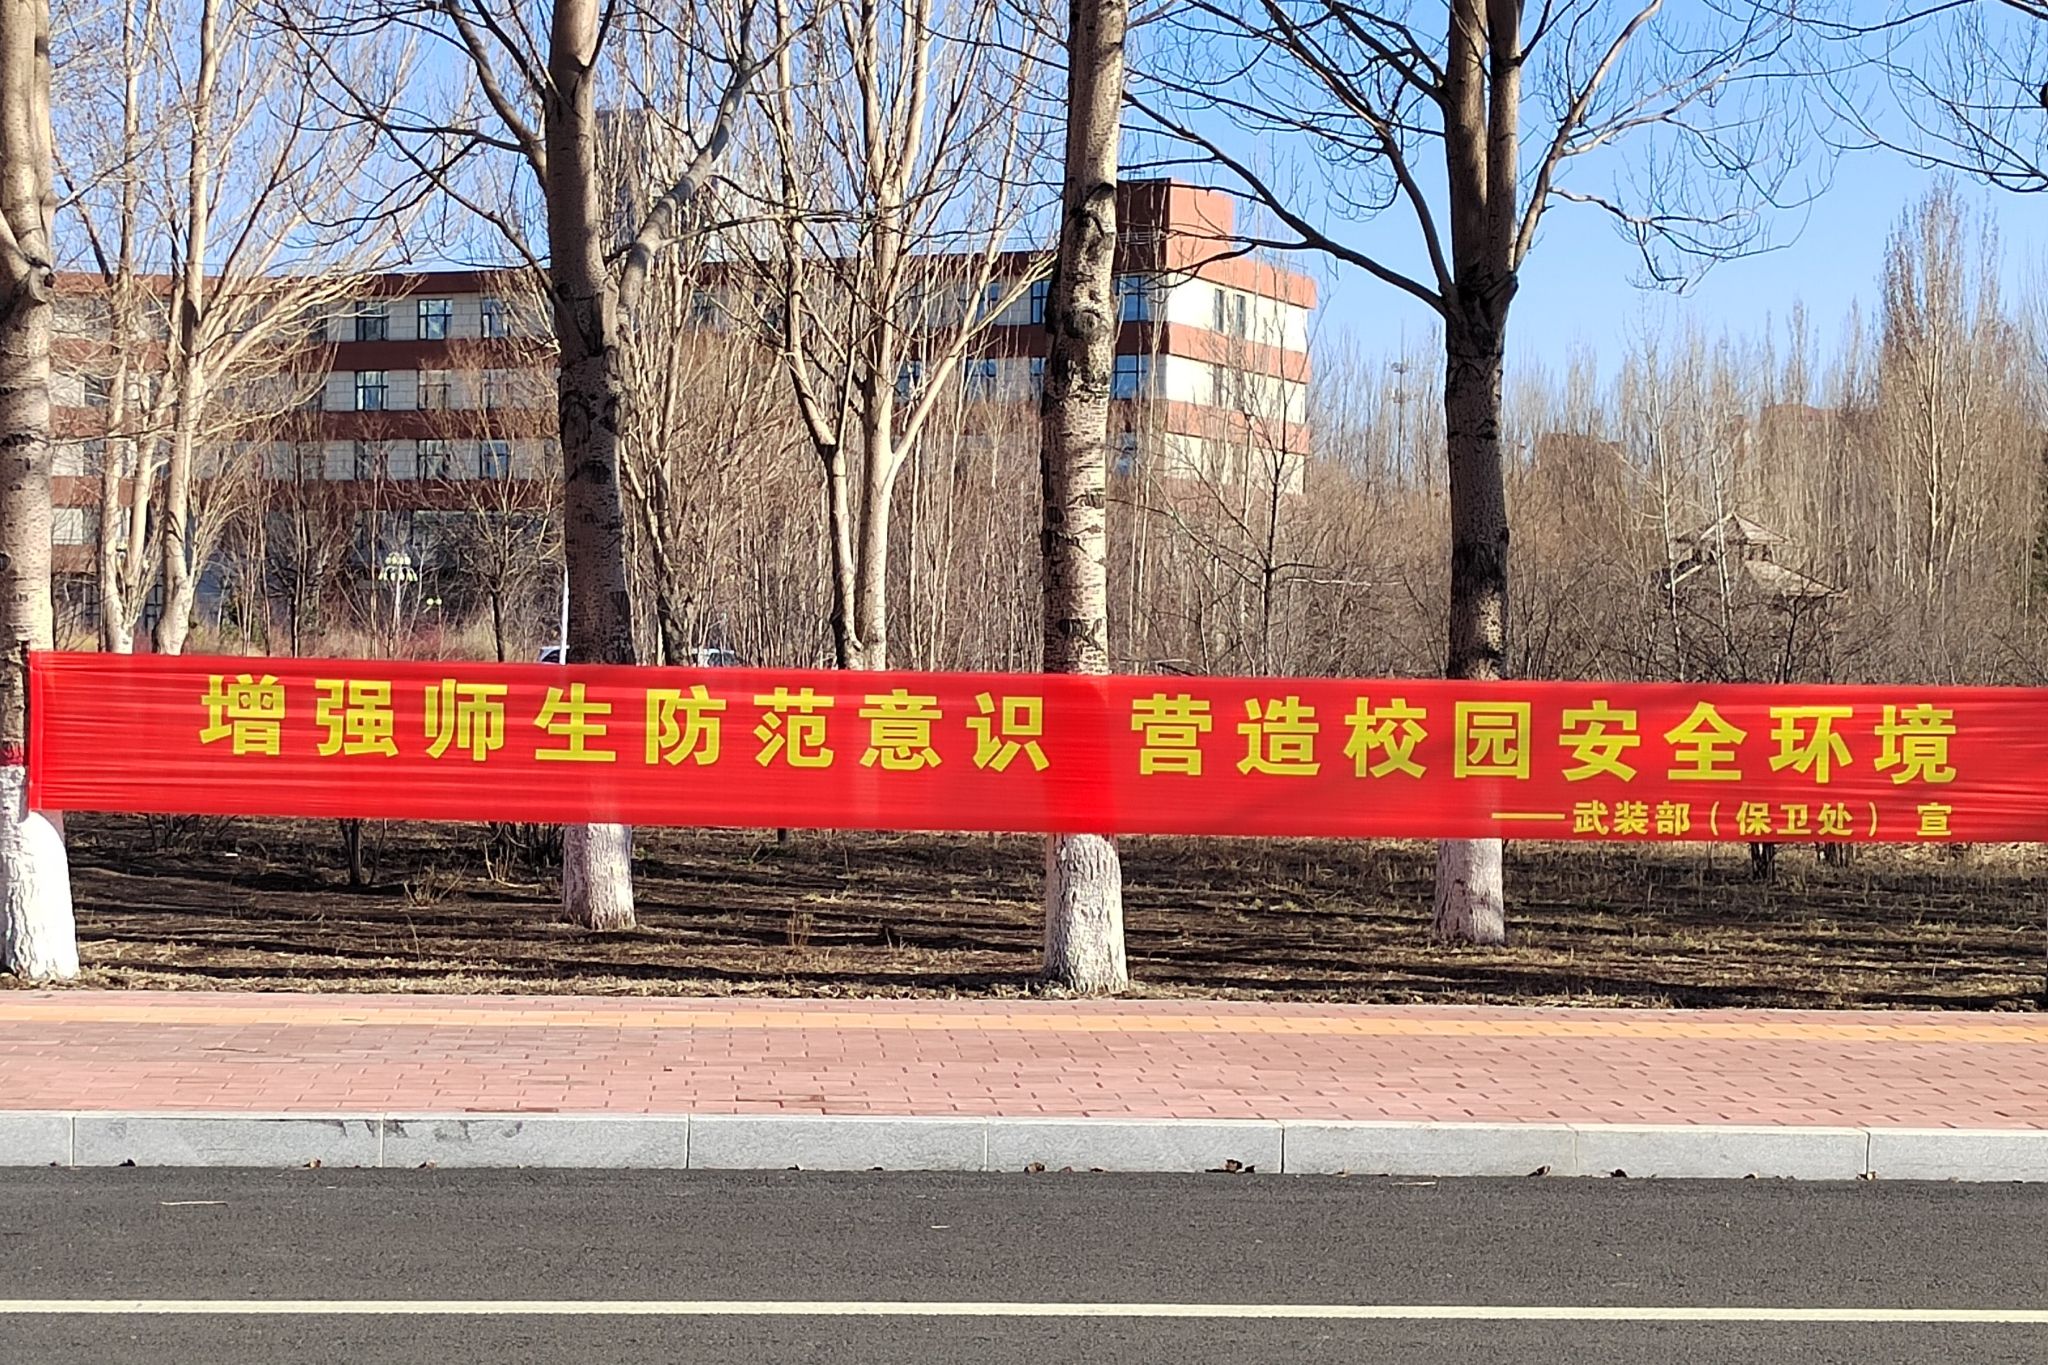 增强师生防范意识 营造校园安全环境
——武装部（保卫处）宣